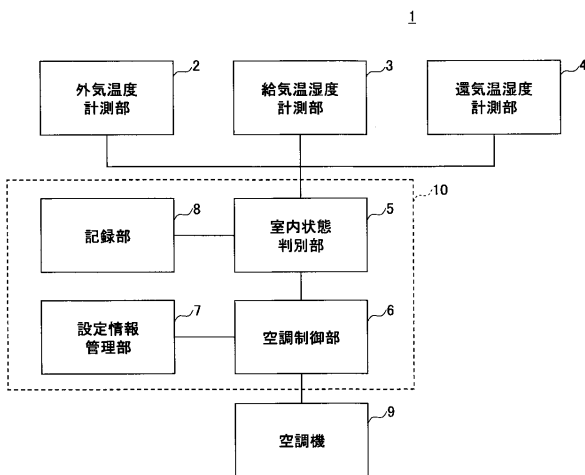 1
2
外気温度
計測部
3
給気温湿度
計測部
4
還気温湿度
計測部
10
8
記録部
5
室内状態
判別部
7
設定情報
管理部
6
空調制御部
9
空調機